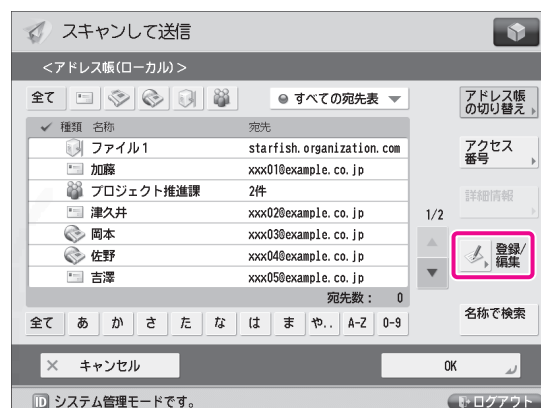 スキャンして送信
<アドレス帳(ローカル)>
全て
すべての宛先表
アドレス帳
の切り替え
種類 名称 宛先
ファイル1 starfish.organization.com
加藤 xxx01@example.co.jp
プロジェクト推進課 2件
津久井 xxx02@example.co.jp
岡本 xxx03@example.co.jp
佐野 xxx04@example.co.jp
吉澤 xxx05@example.co.jp
アクセス
番号
詳細情報
1/2
登録/
編集
宛先数: 0
名称で検索
全て あ か さ た な は ま や.. A-Z 0-9
キャンセル OK
ID システム管理モードです。 ログアウト